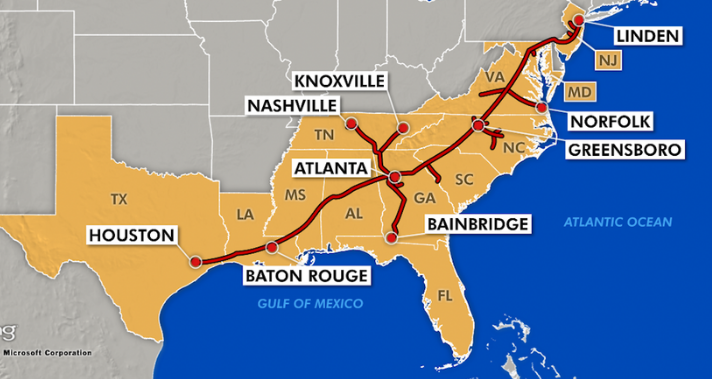 LINDEN
NJ
KNOXVILLE
VA
MD
NASHVILLE
NORFOLK
TN
GREENSBORO
NC
ATLANTA
SC
TX
MS
GA
LA
AL
ATLANTIC OCEAN
BAINBRIDGE
HOUSTON
BATON ROUGE
FL
GULF OF MEXICO
Microsoft Corporation